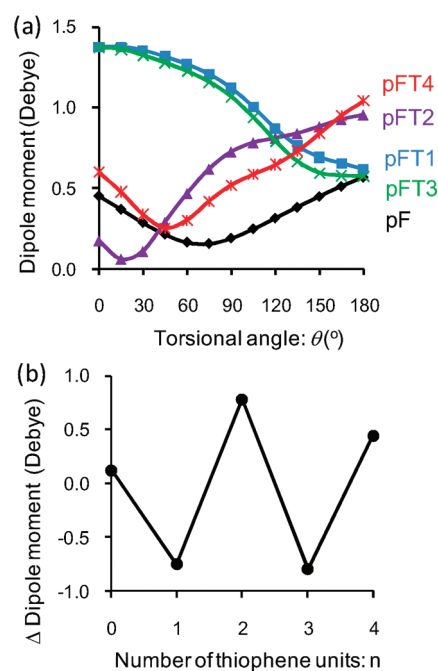 (a)
1.5
1.0
0.5
0.0
Dipole moment (Debye)
pFT4
pFT2
pFT1
pFT3
pF
0 30 60 90 120 150 180
Torsional angle: θ(º)
(b)
1.0
0.5
0.0
-0.5
-1.0
Δ Dipole moment (Debye)
0 1 2 3 4
Number of thiophene units: n